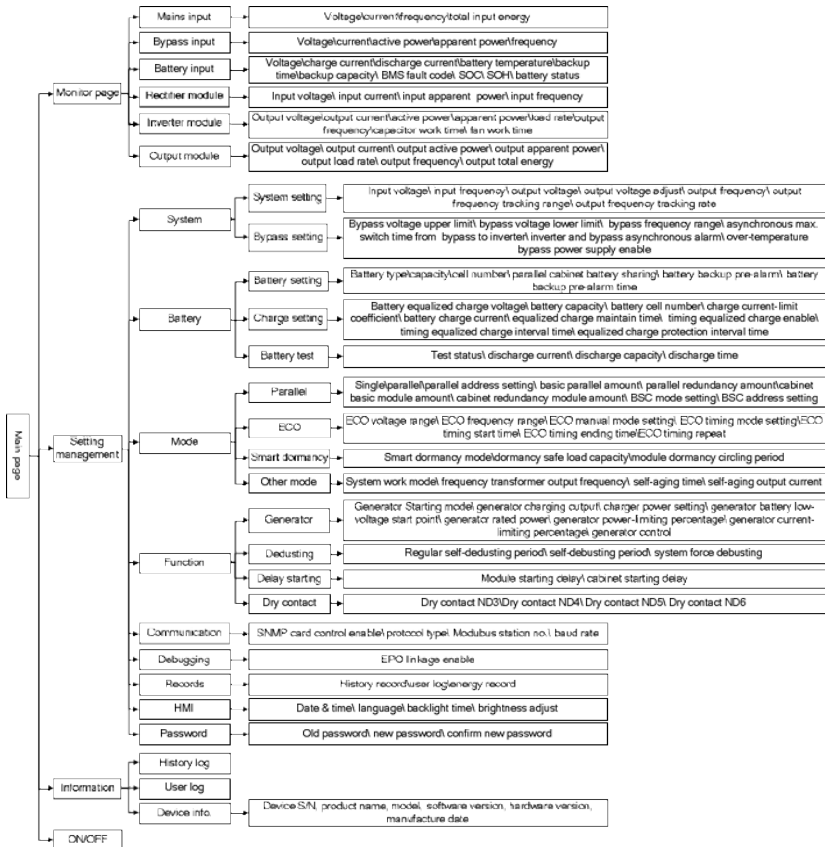 Mains input
Voltage\current\frequency\total input energy
Bypass input
Voltage\current\active power\apparent power\frequency
Battery input
Voltage\charge current\discharge current\battery temperature\backup
time\backup capacity\ BMS fault code\ SOC\ SOH\ battery status
Monitor page
Rectifier module
Input voltage\ input current\ input apparent power\ input frequency
Inverter module
Output voltage\output current\active power\apparent power\load rate\output
frequency\capacitor work time\ fan work time
Output module
Output voltage\ output current\ output active power\ output apparent power\
output load rate\ output frequency\ output total energy
System setting
Input voltage\ input frequency\ output voltage\ output voltage adjust\ output frequency\ output
frequency tracking range\ output frequency tracking rate
System
Bypass setting
Bypass voltage upper limit\ bypass voltage lower limit\ bypass frequency range\ asynchronous max.
switch time from bypass to inverter\ inverter and bypass asynchronous alarm\ over-temperature
bypass power supply enable
Battery setting
Battery type\capacity\cell number\ parallel cabinet battery sharing\ battery backup pre-alarm\ battery
backup pre-alarm time
Battery
Charge setting
Battery equalized charge voltage\ battery capacity\ battery cell number\ charge current-limit
coefficient\ battery charge current\ equalized charge maintain time\ timing equalized charge enable\
timing equalized charge interval time\ equalized charge protection interval time
Battery test
Test status\ discharge current\ discharge capacity\ discharge time
Parallel
Single\parallel\parallel address setting\ basic parallel amount\ parallel redundancy amount\cabinet
basic module amount\ cabinet redundancy module amount\ BSC mode setting\ BSC address setting
Main page
Setting
management
Mode
ECO
ECO voltage range\ ECO frequency range\ ECO manual mode setting\ ECO timing mode setting\ECO
timing start time\ ECO timing ending time\ECO timing repeat
Smart dormancy
Smart dormancy mode\dormancy safe load capacity\module dormancy circling period
Other mode
System work model\ frequency transformer output frequency\ self-aging time\ self-aging output current
Generator
Generator Starting mode\ generator charging output\ charger power setting\ generator battery low-
voltage start point\ generator rated power\ generator power-limiting percentage\ generator current-
limiting percentage\ generator control
Function
Dedusting
Regular self-dedusting period\ self-debusting period\ system force debusting
Delay starting
Module starting delay\ cabinet starting delay
Dry contact
Dry contact ND3\Dry contact ND4\ Dry contact ND5\ Dry contact ND6
Communication
SNMP card control enable\ protocol type\ Modubus station no.\ baud rate
Debugging
EPO linkage enable
Records
History record\user log\energy record
HMI
Date & time\ language\ backlight time\ brightness adjust
Password
Old password\ new password\ confirm new password
History log
Information
User log
Device info.
Device S/N, product name, model, software version, hardware version,
manufacture date
ON/OFF